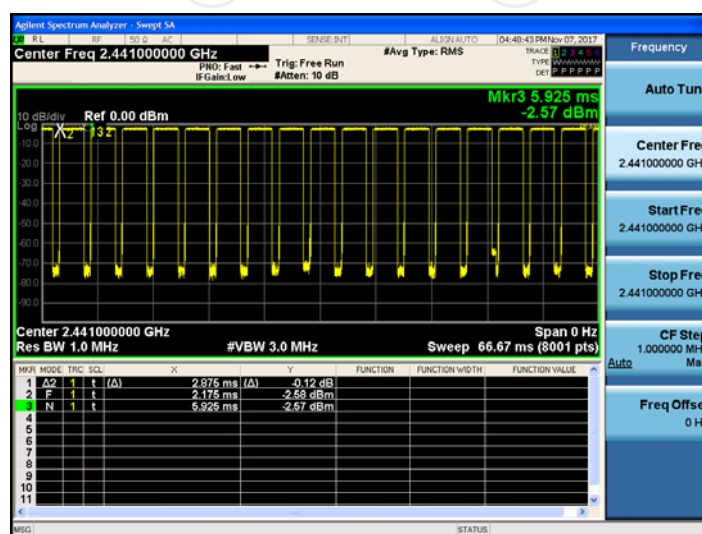 Agilent Spectrum Analyzer - Swept SA
RL RF 50 Ω AC SENSE:INT ALIGNAUTO 04:48:43 PM Nov 07, 2017
Center Freq 2.441000000 GHz #Avg Type: RMS TRACE 1 2 3 4 5 6
PNO: Fast Trig: Free Run TYPE WWWWWW
IFGain:Low #Atten: 10 dB DET P P P P P P
Mkr3 5.925 ms
10 dB/div Ref 0.00 dBm -2.57 dBm
Log
X2 1 3 2
-10.0
-20.0
-30.0
-40.0
-50.0
-60.0
-70.0
-80.0
-90.0
Center 2.441000000 GHz Span 0 Hz
Res BW 1.0 MHz #VBW 3.0 MHz Sweep 66.67 ms (8001 pts)
MKR MODE TRC SCL X Y FUNCTION FUNCTION WIDTH FUNCTION VALUE
1 Δ2 1 t (Δ) 2.875 ms (Δ) -0.12 dB
2 F 1 t 2.175 ms -2.58 dBm
3 N 1 t 5.925 ms -2.57 dBm
4
5
6
7
8
9
10
11
MSG STATUS
Frequency
Auto Tun
Center Fre
2.441000000 GH
Start Fre
2.441000000 GH
Stop Fre
2.441000000 GH
CF Step
1.000000 MH
Auto Ma
Freq Offse
0 H